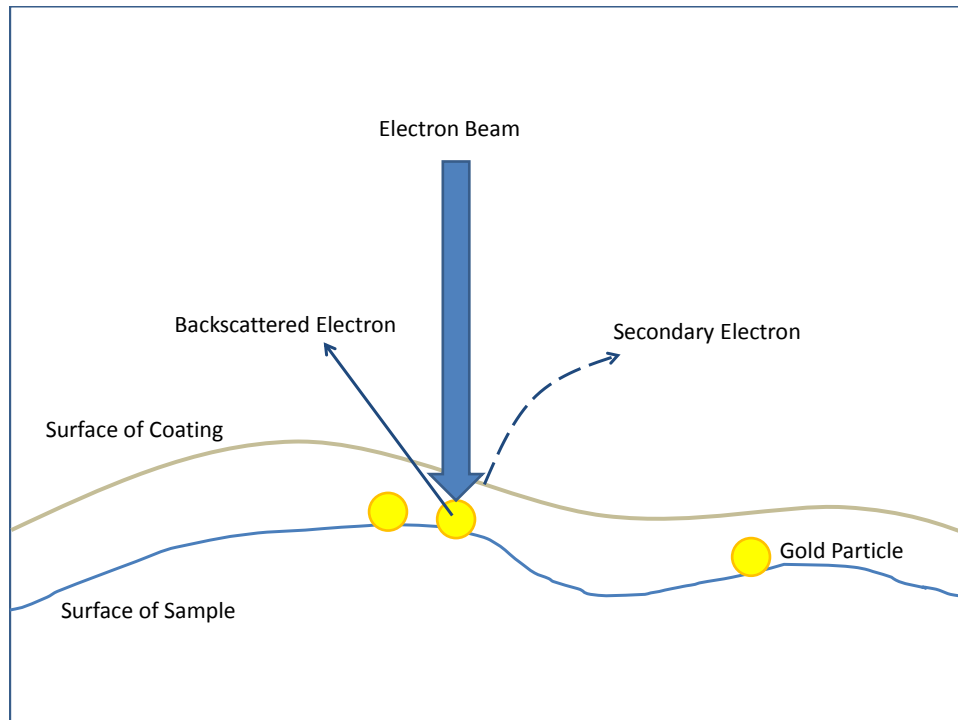 Electron Beam
Backscattered Electron
Secondary Electron
Surface of Coating
Gold Particle
Surface of Sample